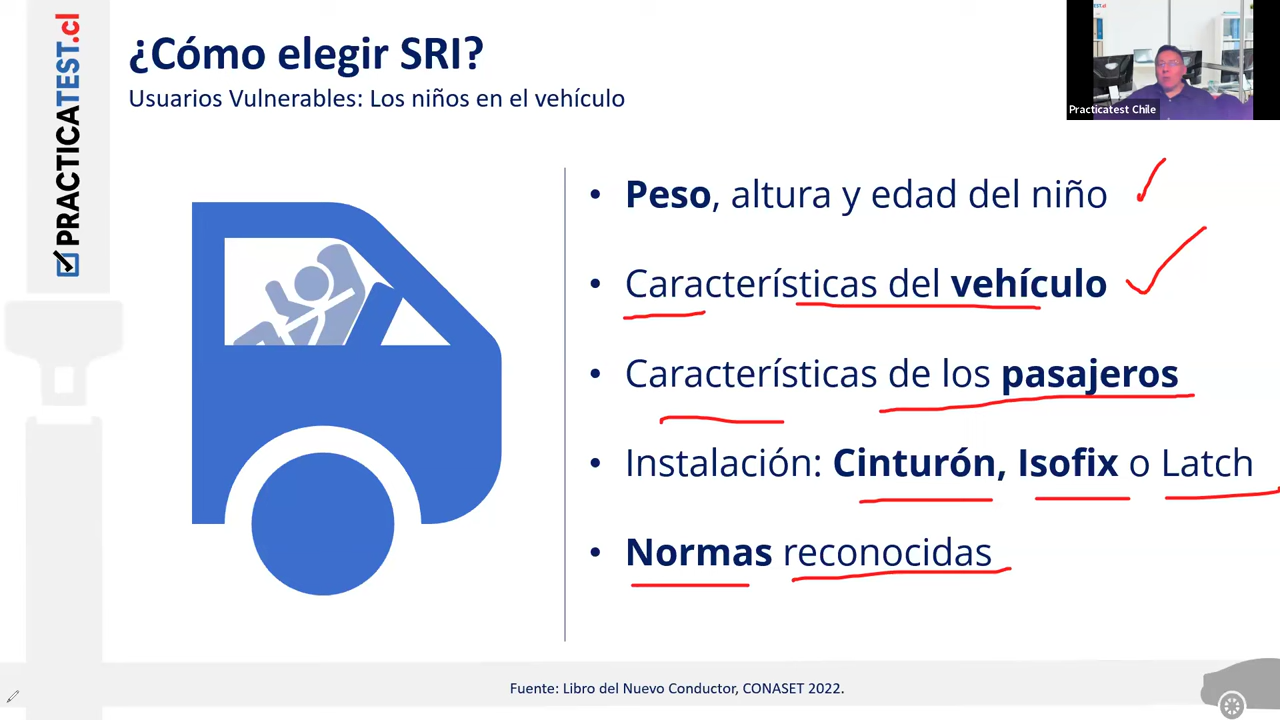 PRACTICATEST.cl
¿Cómo elegir SRI?
Usuarios Vulnerables: Los niños en el vehículo
Practicatest Chile
• Peso, altura y edad del niño
• Características del vehículo
• Características de los pasajeros
• Instalación: Cinturón, Isofix o Latch
• Normas reconocidas
Fuente: Libro del Nuevo Conductor, CONASET 2022.